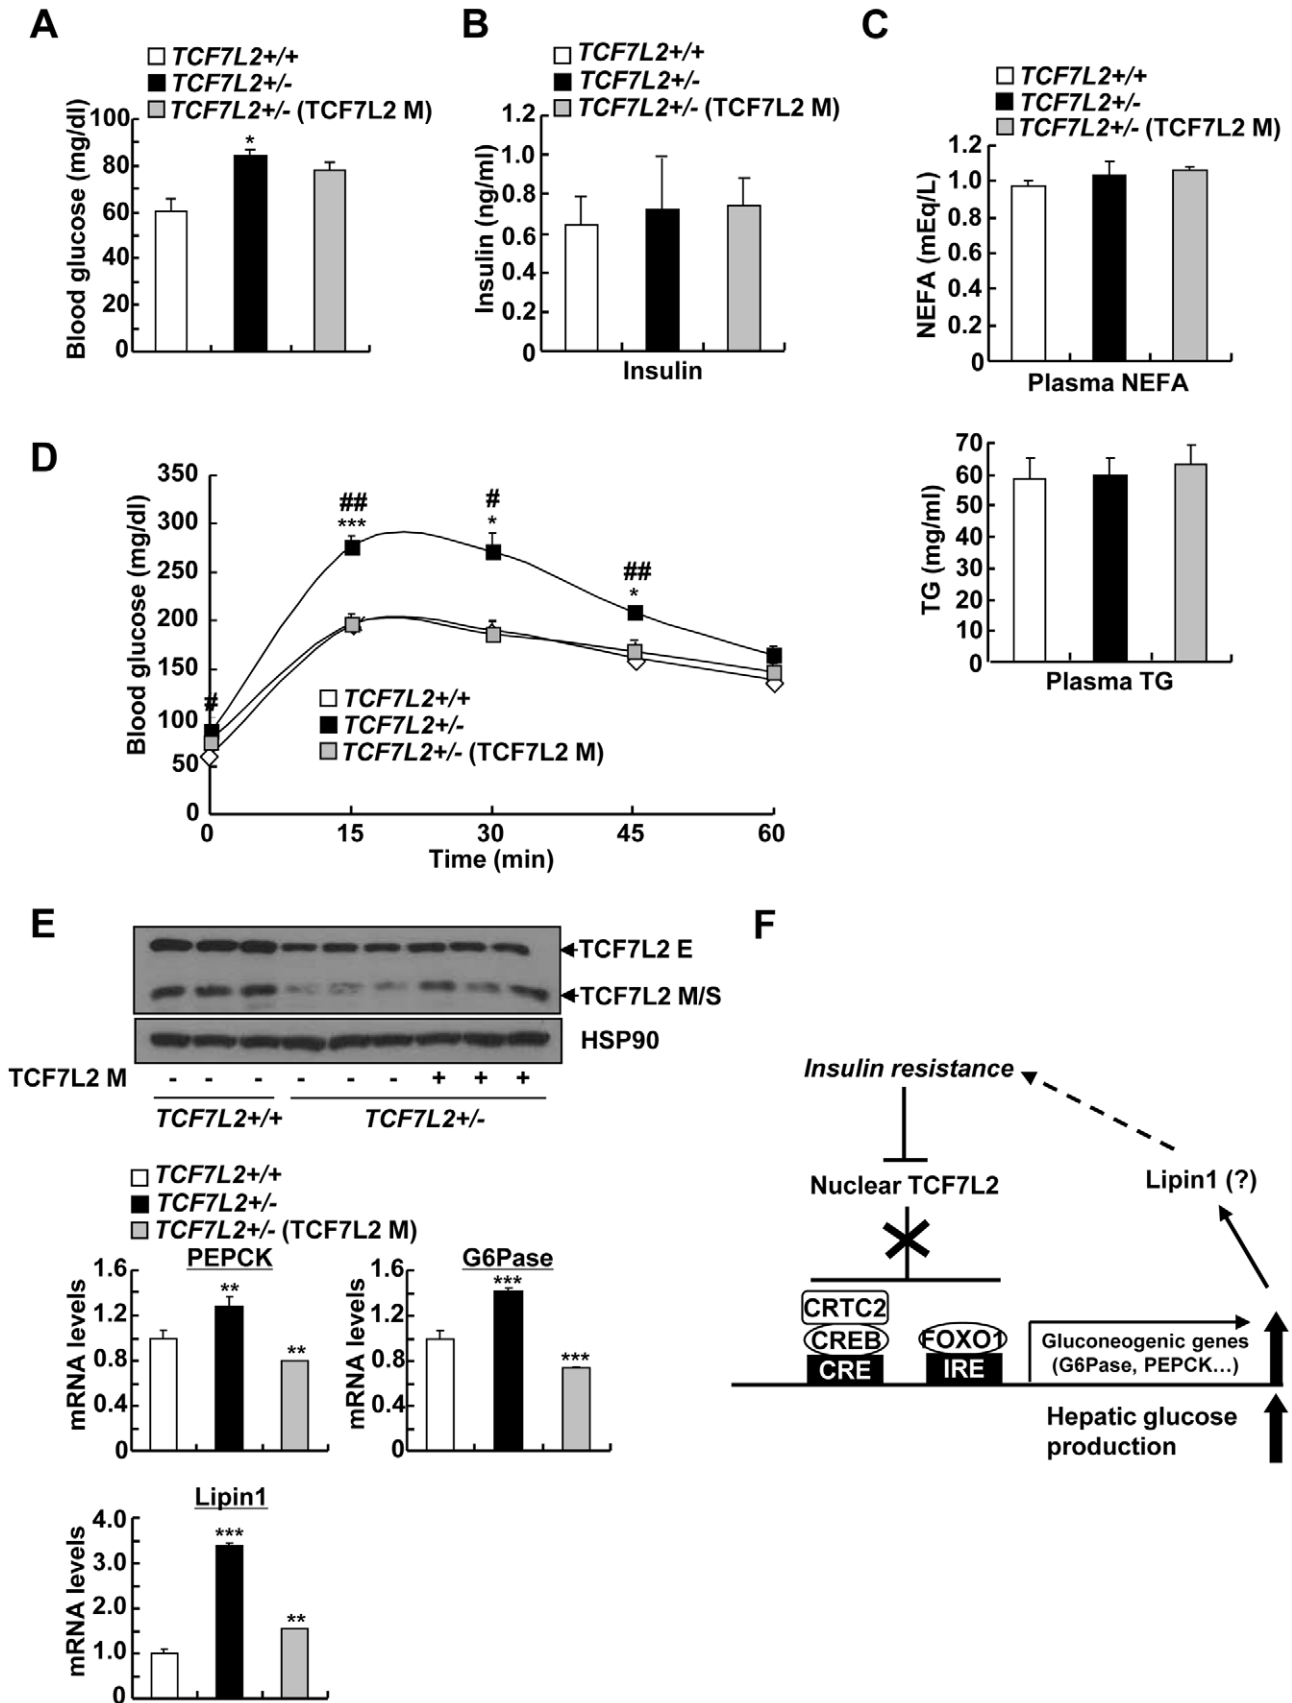 A
TCF7L2+/+
TCF7L2+/-
TCF7L2+/- (TCF7L2 M)
Blood glucose (mg/dl)
100
80
60
40
20
0
*
B
TCF7L2+/+
TCF7L2+/-
TCF7L2+/- (TCF7L2 M)
Insulin (ng/ml)
1.2
1.0
0.8
0.6
0.4
0.2
0
Insulin
C
TCF7L2+/+
TCF7L2+/-
TCF7L2+/- (TCF7L2 M)
NEFA (mEq/L)
1.2
1.0
0.8
0.6
0.4
0.2
0
Plasma NEFA
TG (mg/ml)
70
60
50
40
30
20
10
0
Plasma TG
D
Blood glucose (mg/dl)
350
300
250
200
150
100
50
0
#
##
***
#
*
##
*
TCF7L2+/+
TCF7L2+/-
TCF7L2+/- (TCF7L2 M)
0 15 30 45 60
Time (min)
E
TCF7L2 E
TCF7L2 M/S
HSP90
TCF7L2 M - - - - - - + + +
TCF7L2+/+ TCF7L2+/-
TCF7L2+/+
TCF7L2+/-
TCF7L2+/- (TCF7L2 M)
PEPCK
mRNA levels
1.6
1.2
0.8
0.4
0
**
**
G6Pase
mRNA levels
1.6
1.2
0.8
0.4
0
***
***
Lipin1
mRNA levels
4.0
3.0
2.0
1.0
0
***
**
F
Insulin resistance
Nuclear TCF7L2
Lipin1 (?)
CRTC2
CREB
CRE
FOXO1
IRE
Gluconeogenic genes
(G6Pase, PEPCK...)
Hepatic glucose
production